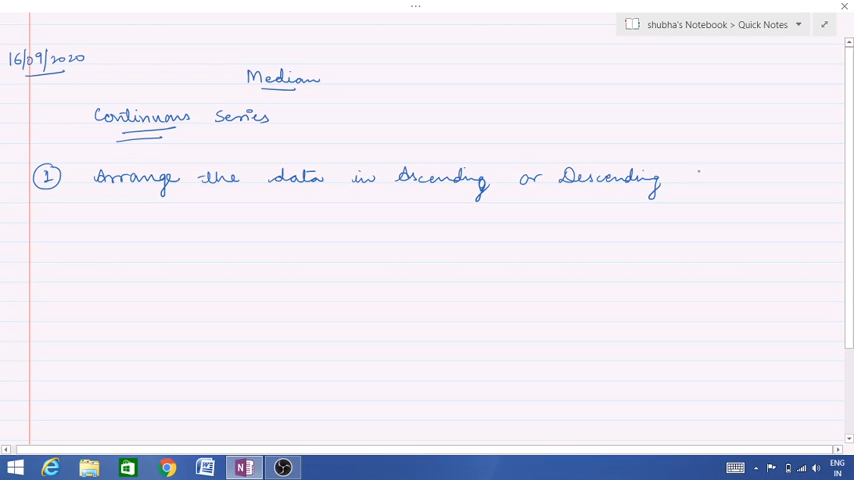 shubha's Notebook > Quick Notes
16/09/2020
Median
Continuous Series
1 Arrange the data in Ascending or Descending
ENG
IN